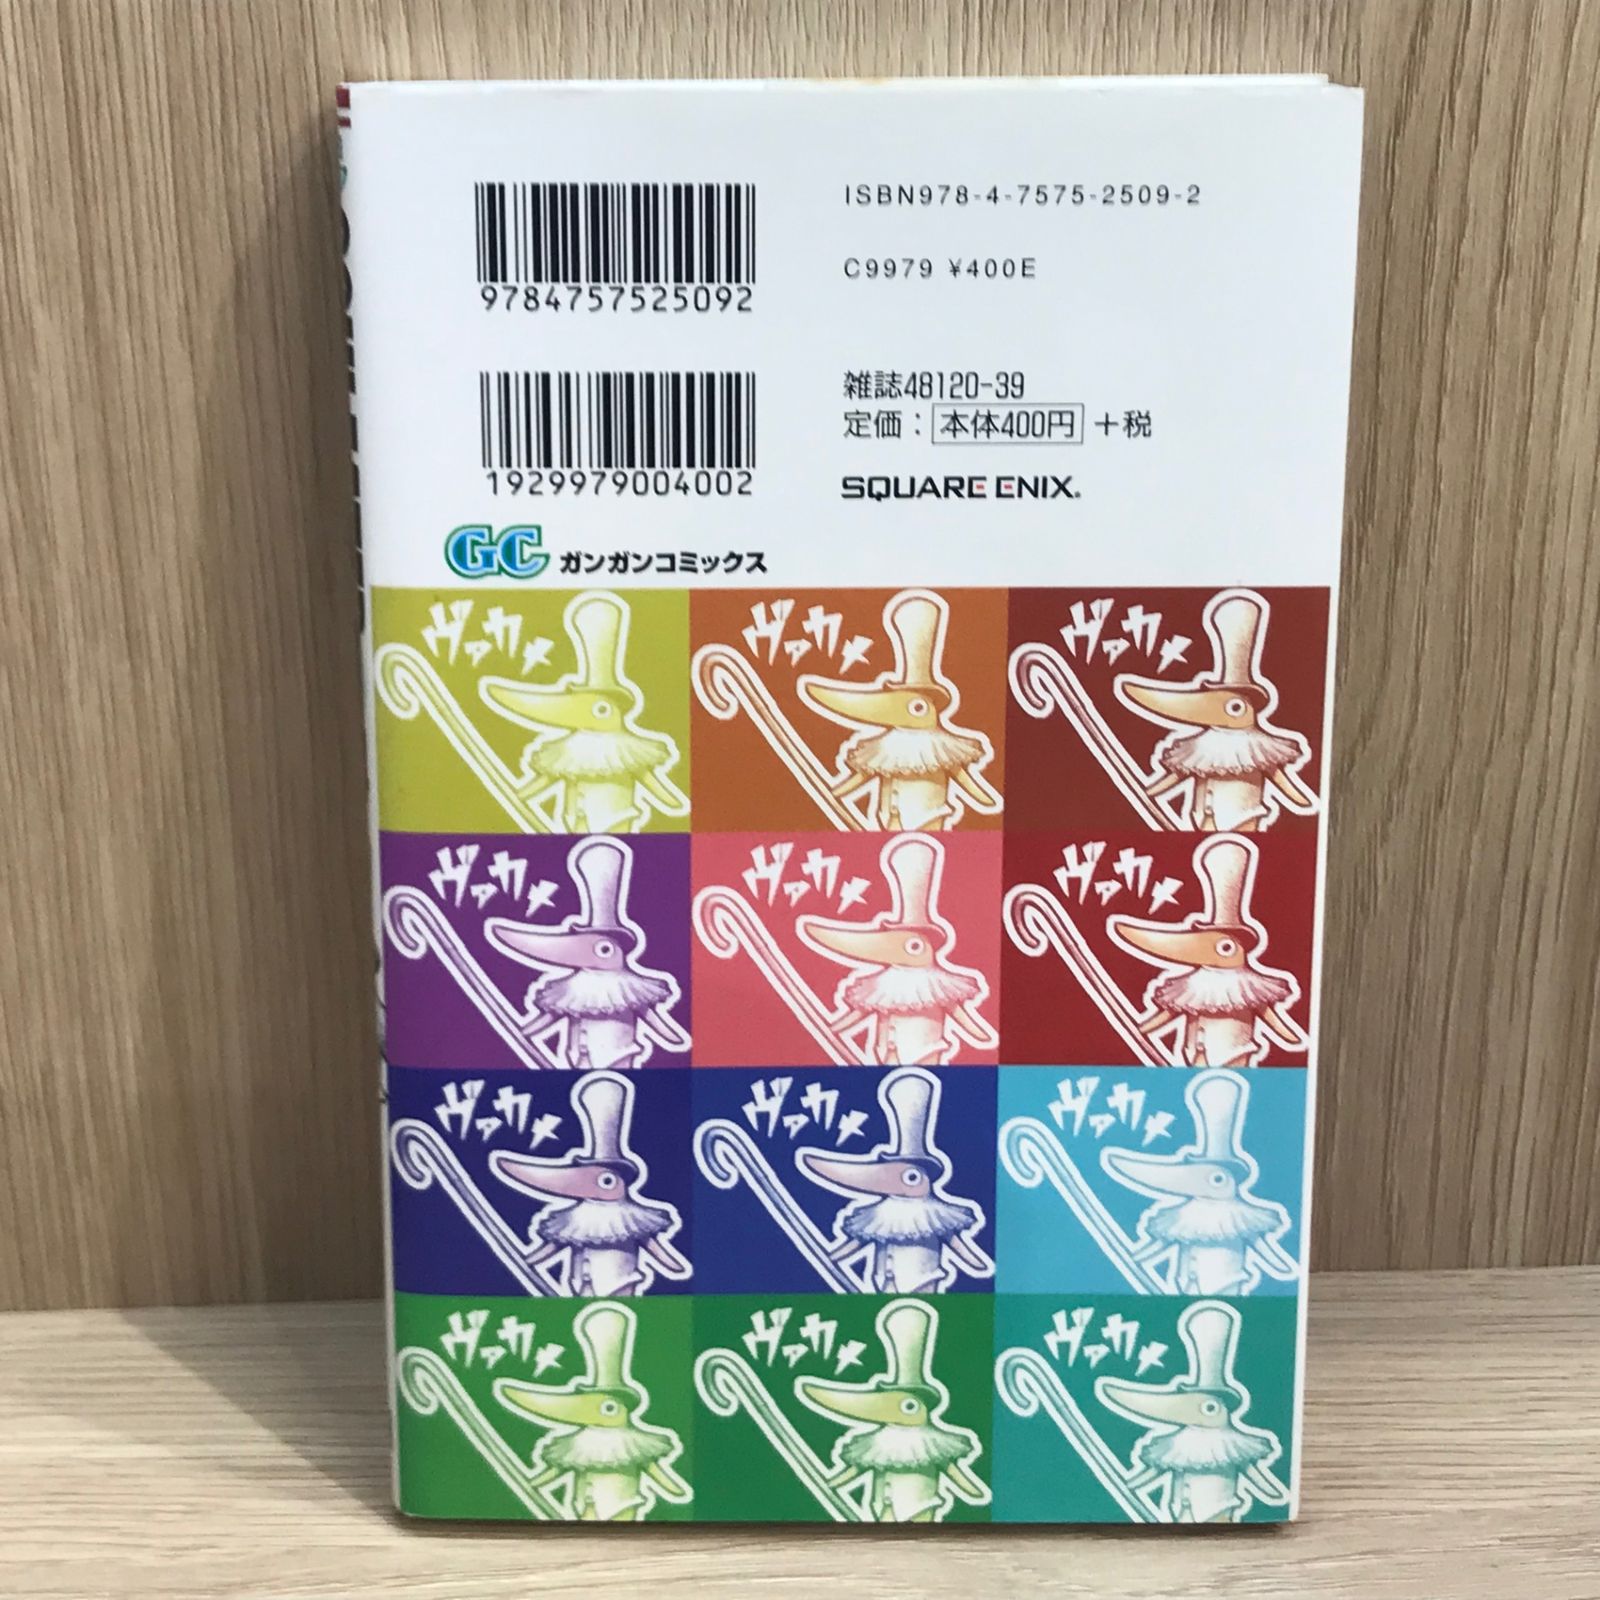 ISBN978-4-7575-2509-2
9784757525092
C9979 ¥400E
雑誌48120-39
定価：本体400円+税
1929979004002
SQUARE ENIX.
GC ガンガンコミックス
ヴァカメ ヴァカメ ヴァカメ
ヴァカメ ヴァカメ ヴァカメ
ヴァカメ ヴァカメ ヴァカメ
ヴァカメ ヴァカメ ヴァカメ